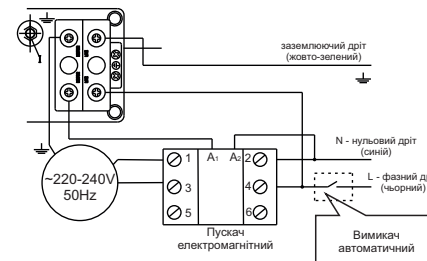 заземлюючий дріт
(жовто-зелений)
N - нульовий дріт
(синій)
L - фазний
(чорний)
1 A1 A2 2
3 4
5 6
~220-240V
50Hz
Пускач
електромагнітний
Вимикач
автоматичний